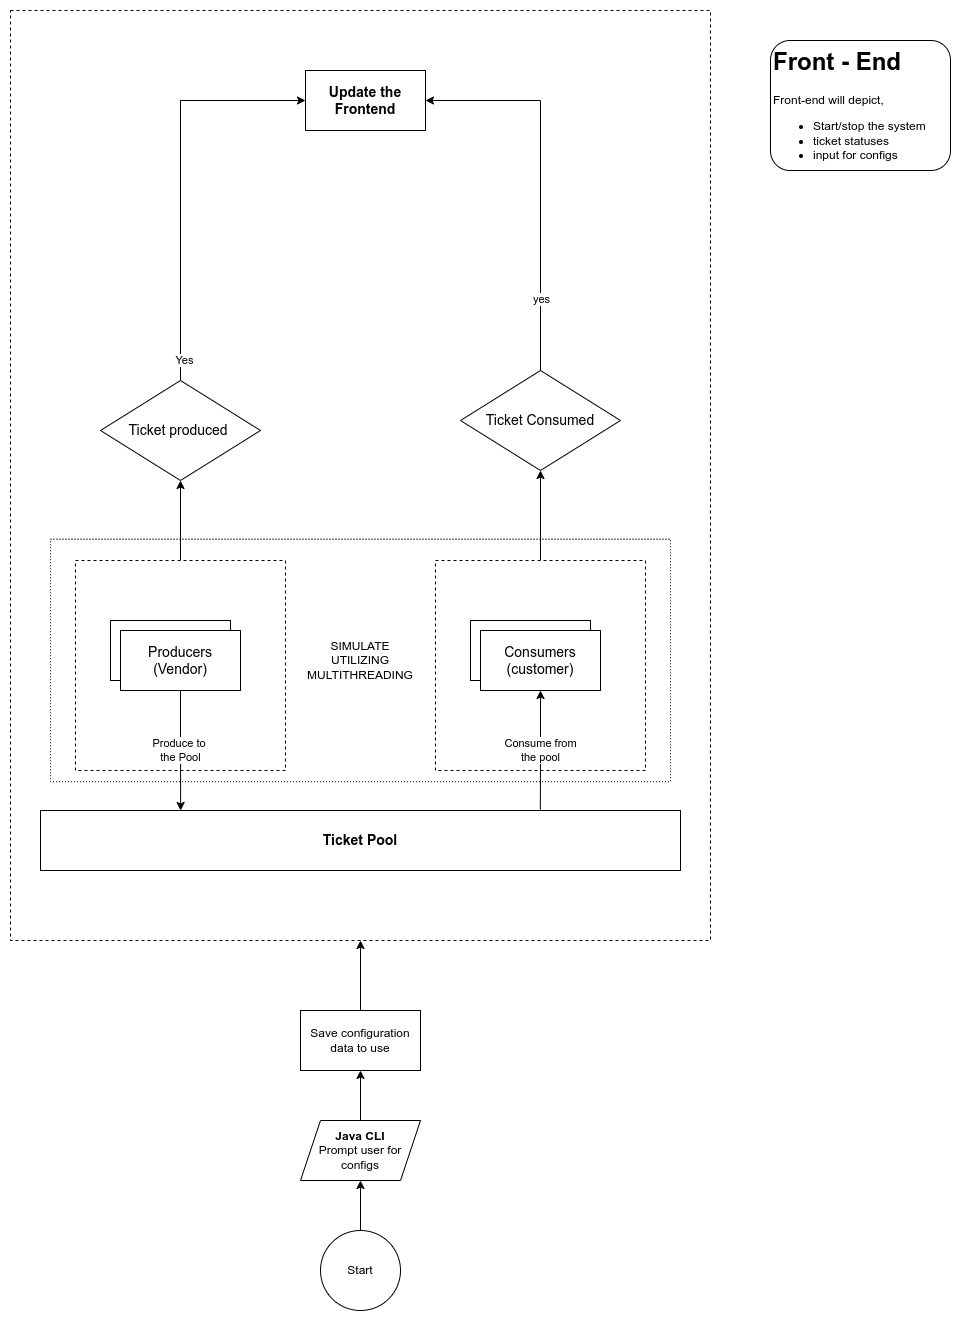 Update the
Frontend
Front - End
Front-end will depict,
Start/stop the system
ticket statuses
input for configs
yes
Yes
Ticket produced
Ticket Consumed
Producers
(Vendor)
SIMULATE
UTILIZING
MULTITHREADING
Consumers
(customer)
Produce to
the Pool
Consume from
the pool
Ticket Pool
Save configuration
data to use
Java CLI
Prompt user for
configs
Start